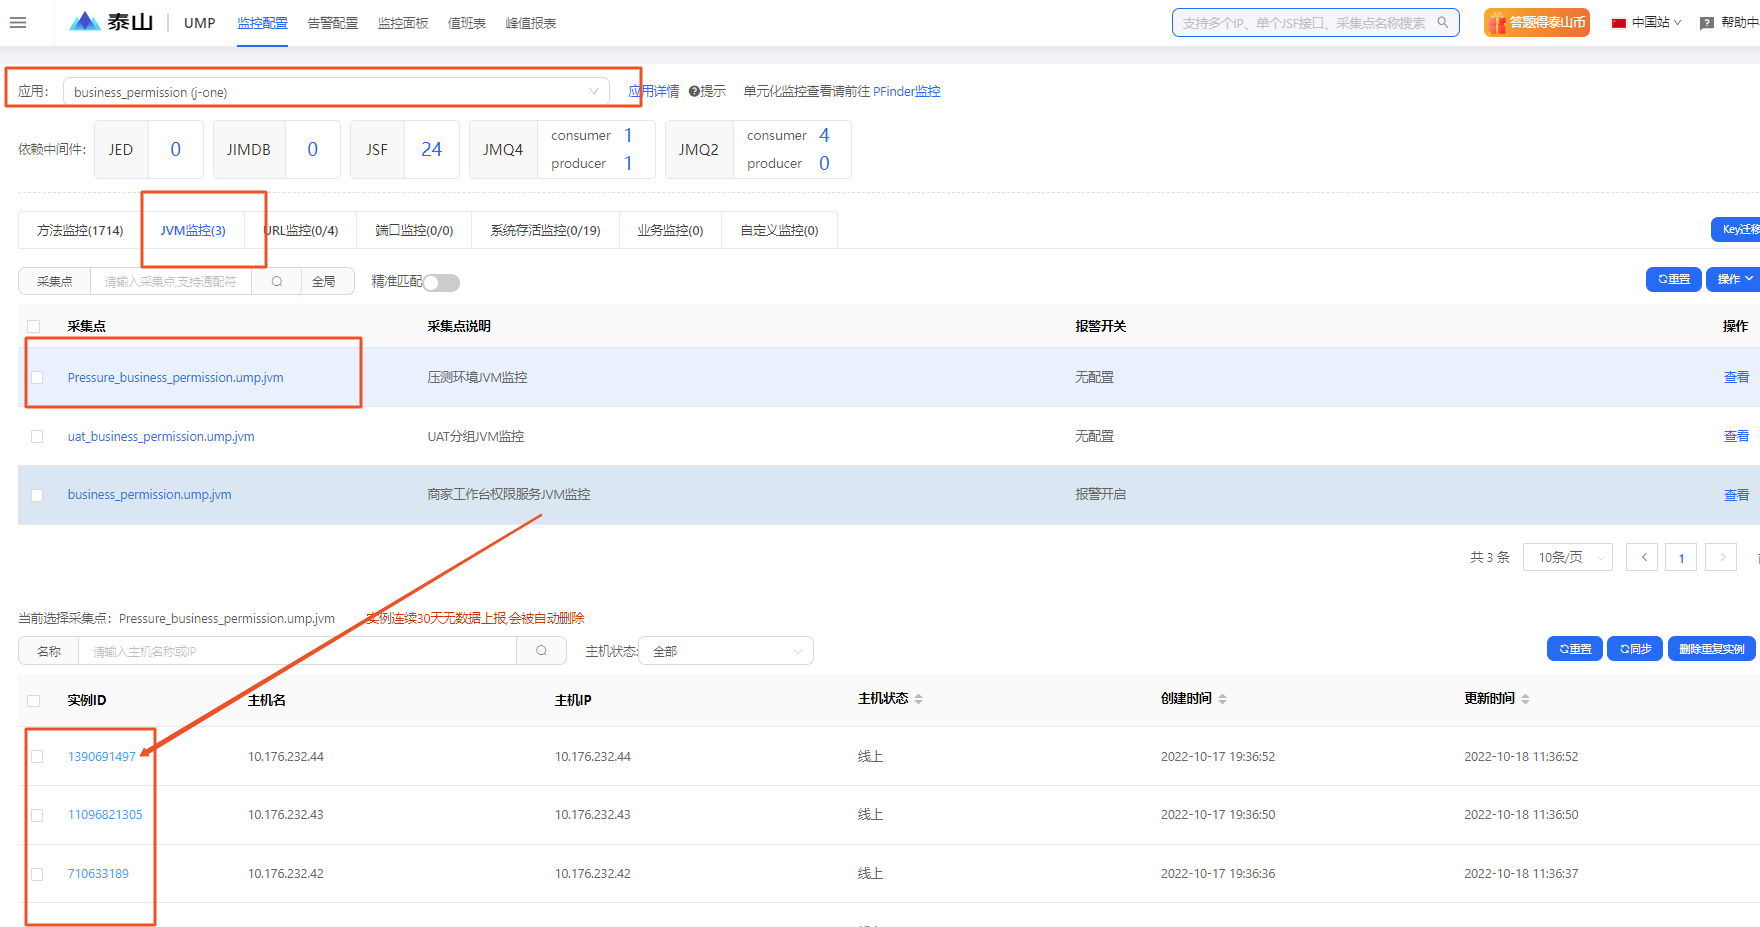 泰山 UMP 监控配置 告警配置 监控面板 值班表 峰值报表 支持多个IP、单个JSF接口、采集点名称搜索 答题得泰山币 中国站 帮助中
应用: business_permission (j-one) 应用详情 提示 单元化监控查看请前往 PFinder监控
依赖中间件: JED 0 JIMDB 0 JSF 24 JMQ4 consumer 1 producer 1 JMQ2 consumer 4 producer 0
方法监控(1714) JVM监控(3) URL监控(0/4) 端口监控(0/0) 系统存活监控(0/19) 业务监控(0) 自定义监控(0) Key迁移
采集点 请输入采集点,支持通配符 全局 精准匹配 重置 操作
采集点 采集点说明 报警开关 操作
Pressure_business_permission.ump.jvm 压测环境JVM监控 无配置 查看
uat_business_permission.ump.jvm UAT分组JVM监控 无配置 查看
business_permission.ump.jvm 商家工作台权限服务JVM监控 报警开启 查看
共 3 条 10条/页 1
当前选择采集点: Pressure_business_permission.ump.jvm 实例连续30天无数据上报,会被自动删除
名称 请输入主机名称或IP 主机状态: 全部 重置 同步 删除重复实例
实例ID 主机名 主机IP 主机状态 创建时间 更新时间
1390691497 10.176.232.44 10.176.232.44 线上 2022-10-17 19:36:52 2022-10-18 11:36:52
11096821305 10.176.232.43 10.176.232.43 线上 2022-10-17 19:36:50 2022-10-18 11:36:50
710633189 10.176.232.42 10.176.232.42 线上 2022-10-17 19:36:36 2022-10-18 11:36:37